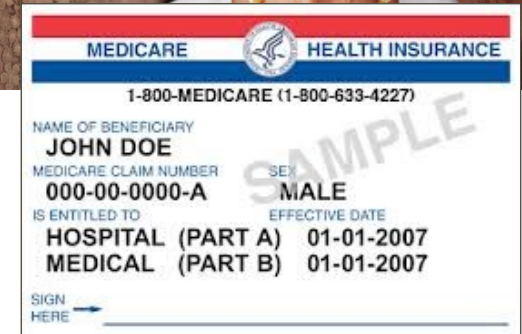 MEDICARE HEALTH INSURANCE
1-800-MEDICARE (1-800-633-4227)
NAME OF BENEFICIARY
JOHN DOE
MEDICARE CLAIM NUMBER SEX
000-00-0000-A MALE
IS ENTITLED TO EFFECTIVE DATE
HOSPITAL (PART A) 01-01-2007
MEDICAL (PART B) 01-01-2007
SIGN
HERE
SAMPLE